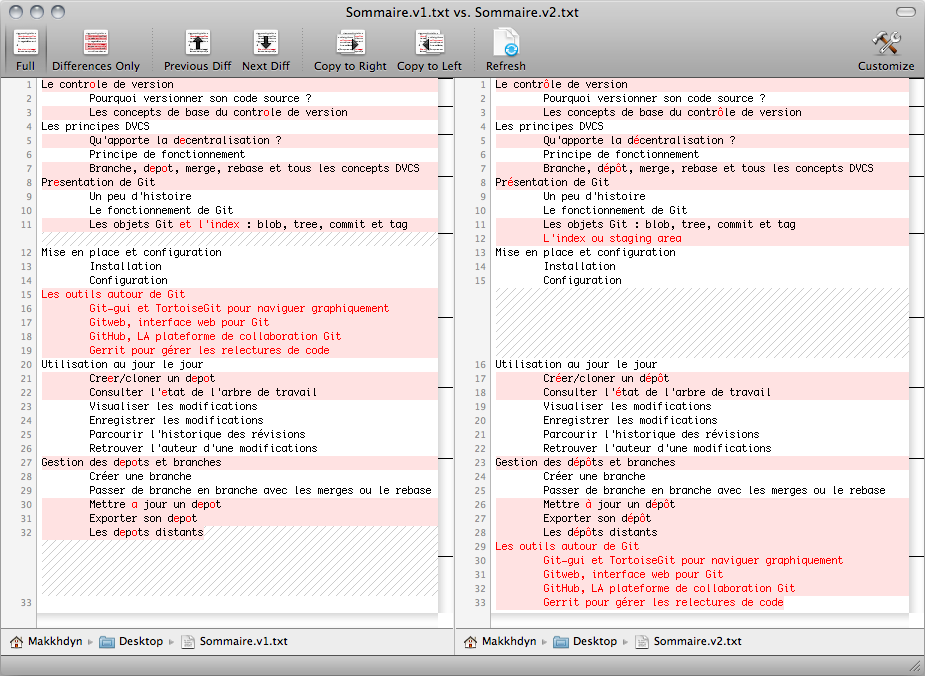 Sommaire.v1.txt vs. Sommaire.v2.txt
Full Differences Only Previous Diff Next Diff Copy to Right Copy to Left Refresh Customize
1 Le controle de version
2 Pourquoi versionner son code source ?
3 Les concepts de base du controle de version
4 Les principes DVCS
5 Qu'apporte la decentralisation ?
6 Principe de fonctionnement
7 Branche, depot, merge, rebase et tous les concepts DVCS
8 Presentation de Git
9 Un peu d'histoire
10 Le fonctionnement de Git
11 Les objets Git et l'index : blob, tree, commit et tag
12 Mise en place et configuration
13 Installation
14 Configuration
15 Les outils autour de Git
16 Git-gui et TortoiseGit pour naviguer graphiquement
17 Gitweb, interface web pour Git
18 GitHub, LA plateforme de collaboration Git
19 Gerrit pour gérer les relectures de code
20 Utilisation au jour le jour
21 Creer/cloner un depot
22 Consulter l'etat de l'arbre de travail
23 Visualiser les modifications
24 Enregistrer les modifications
25 Parcourir l'historique des révisions
26 Retrouver l'auteur d'une modifications
27 Gestion des depots et branches
28 Créer une branche
29 Passer de branche en branche avec les merges ou le rebase
30 Mettre a jour un depot
31 Exporter son depot
32 Les depots distants
33
1 Le contrôle de version
2 Pourquoi versionner son code source ?
3 Les concepts de base du contrôle de version
4 Les principes DVCS
5 Qu'apporte la décentralisation ?
6 Principe de fonctionnement
7 Branche, dépôt, merge, rebase et tous les concepts DVCS
8 Présentation de Git
9 Un peu d'histoire
10 Le fonctionnement de Git
11 Les objets Git : blob, tree, commit et tag
12 L'index ou staging area
13 Mise en place et configuration
14 Installation
15 Configuration
16 Utilisation au jour le jour
17 Créer/cloner un dépôt
18 Consulter l'état de l'arbre de travail
19 Visualiser les modifications
20 Enregistrer les modifications
21 Parcourir l'historique des révisions
22 Retrouver l'auteur d'une modifications
23 Gestion des dépôts et branches
24 Créer une branche
25 Passer de branche en branche avec les merges ou le rebase
26 Mettre à jour un dépôt
27 Exporter son dépôt
28 Les dépôts distants
29 Les outils autour de Git
30 Git-gui et TortoiseGit pour naviguer graphiquement
31 Gitweb, interface web pour Git
32 GitHub, LA plateforme de collaboration Git
33 Gerrit pour gérer les relectures de code
Makkhdyn Desktop Sommaire.v1.txt
Makkhdyn Desktop Sommaire.v2.txt